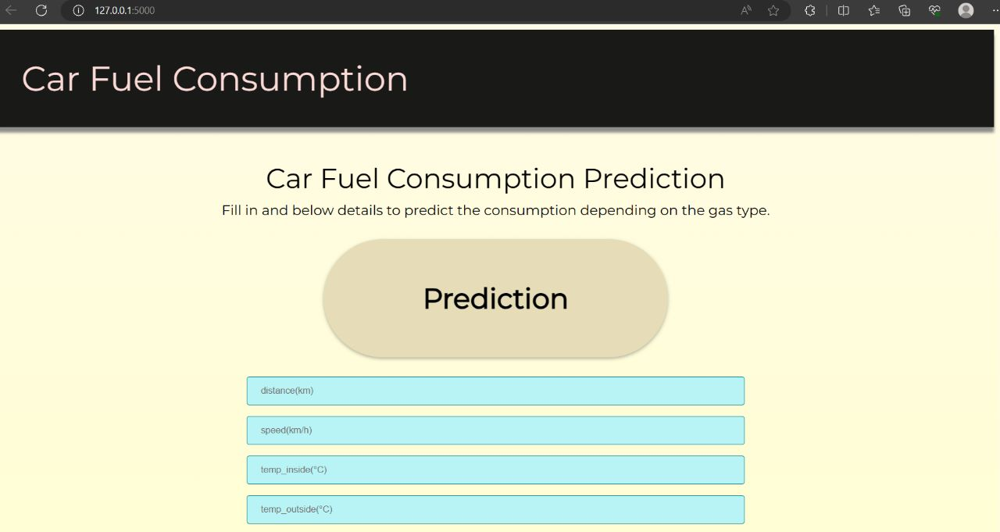 127.0.0.1:5000
Car Fuel Consumption
Car Fuel Consumption Prediction
Fill in and below details to predict the consumption depending on the gas type.
Prediction
distance(km)
speed(km/h)
temp_inside(°C)
temp_outside(°C)